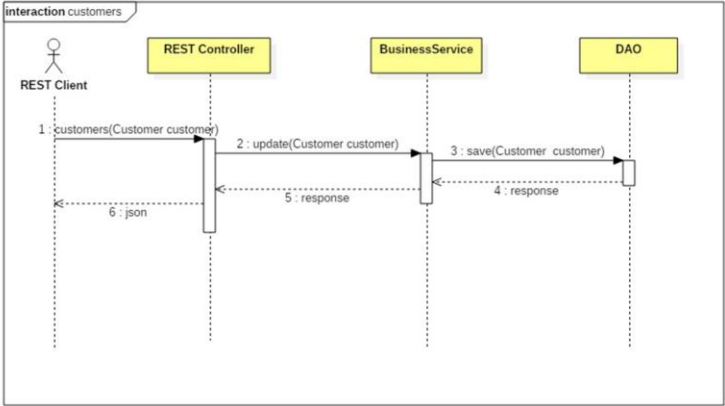 interaction customers
REST Controller
BusinessService
DAO
REST Client
1 : customers(Customer customer)
2 : update(Customer customer)
3 : save(Customer customer)
4 : response
5 : response
6 : json